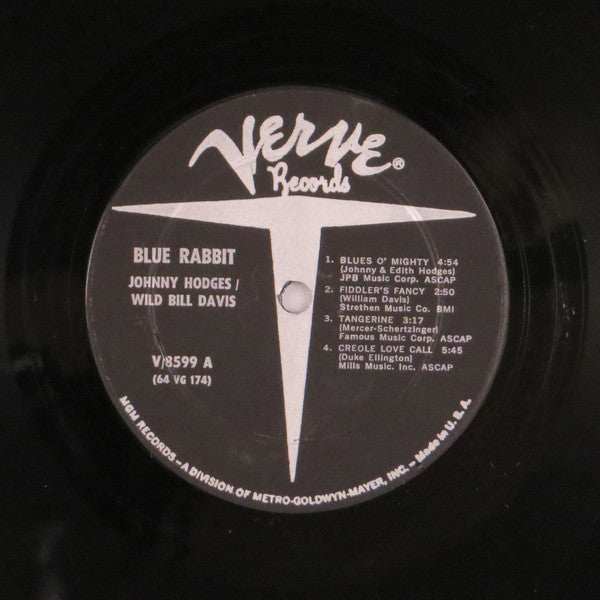 Verve®
Records
BLUE RABBIT
JOHNNY HODGES /
WILD BILL DAVIS
V/8599 A
(64 VG 174)
1. BLUES O' MIGHTY 4:54
(Johnny & Edith Hodges)
JPB Music Corp. ASCAP
2. FIDDLER'S FANCY 2:50
(William Davis)
Strethen Music Co. BMI
3. TANGERINE 3:17
(Mercer-Schertzinger)
Famous Music Corp. ASCAP
4. CREOLE LOVE CALL 5:45
(Duke Ellington)
Mills Music. Inc. ASCAP
MGM RECORDS – A DIVISION OF METRO-GOLDWYN-MAYER, INC. – Made in U. S. A.